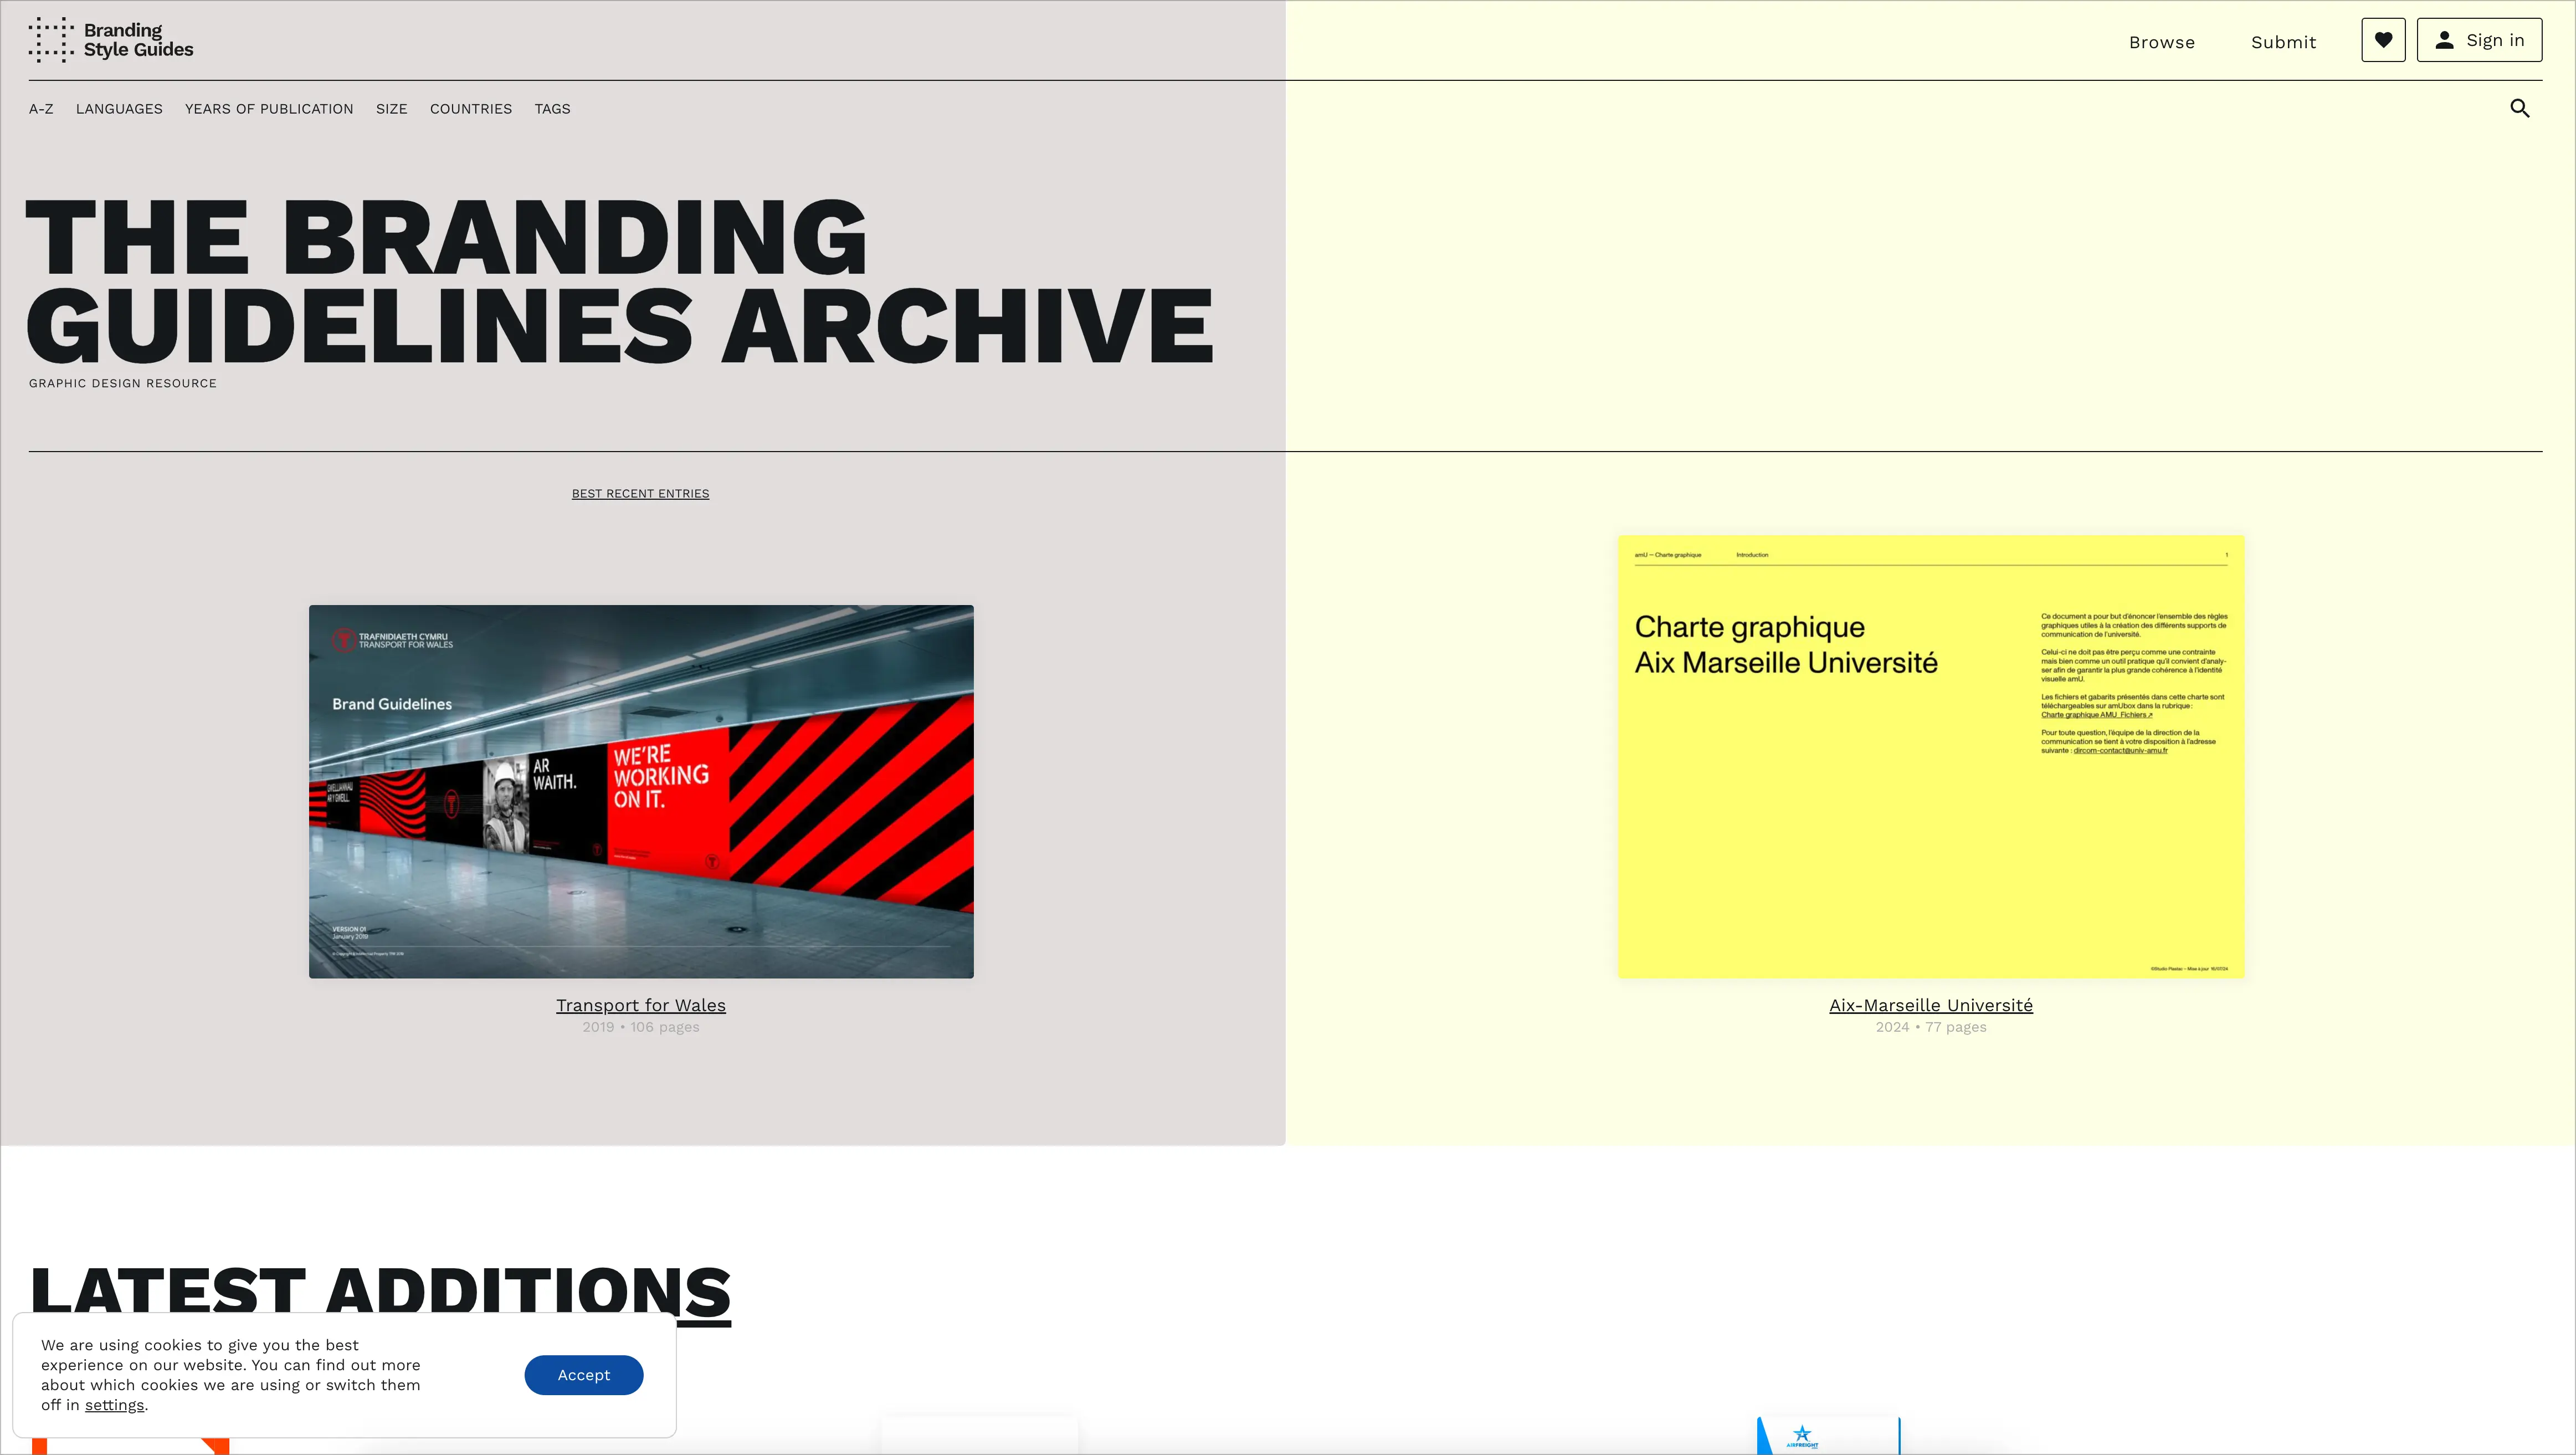 Branding
Style Guides
Browse
Submit
Sign in
A-Z
LANGUAGES
YEARS OF PUBLICATION
SIZE
COUNTRIES
TAGS
THE BRANDING
GUIDELINES ARCHIVE
GRAPHIC DESIGN RESOURCE
BEST RECENT ENTRIES
TRAFNIDIAETH CYMRU
TRANSPORT FOR WALES
Brand Guidelines
AR
WAITH.
WE'RE
WORKING
ON IT.
VERSION 01
January 2019
Transport for Wales
2019 • 106 pages
amU — Charte graphique
Introduction
1
Charte graphique
Aix Marseille Université
Ce document a pour but d'énoncer l'ensemble des règles
graphiques utiles à la création des différents supports de
communication de l'université.
Celui-ci ne doit pas être perçu comme une contrainte
mais bien comme un outil pratique qu'il convient d'analy-
ser afin de garantir la plus grande cohérence à l'identité
visuelle amU.
Les fichiers et gabarits présentés dans cette charte sont
téléchargeables sur amUbox dans la rubrique :
Charte graphique AMU_Fichiers ↗
Pour toute question, l'équipe de la direction de la
communication se tient à votre disposition à l'adresse
suivante : dircom-contact@univ-amu.fr
Aix-Marseille Université
2024 • 77 pages
LATEST ADDITIONS
We are using cookies to give you the best
experience on our website. You can find out more
about which cookies we are using or switch them
off in settings.
Accept
AIRFREIGHT